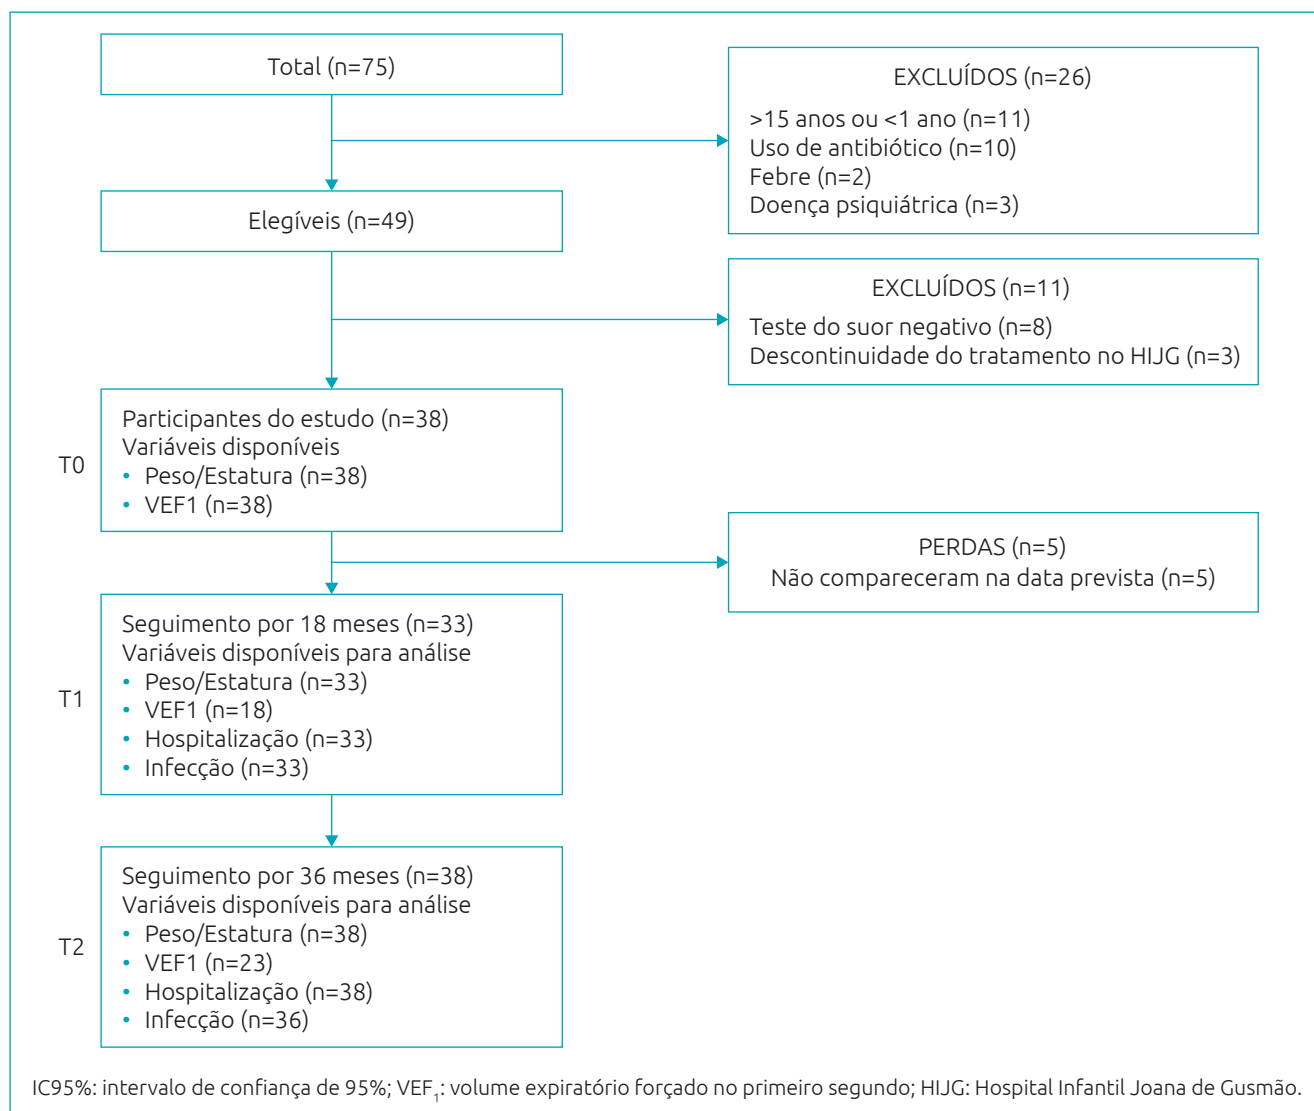 Total (n=75)
EXCLUÍDOS (n=26)
>15 anos ou <1 ano (n=11)
Uso de antibiótico (n=10)
Febre (n=2)
Doença psiquiátrica (n=3)
Elegíveis (n=49)
EXCLUÍDOS (n=11)
Teste do suor negativo (n=8)
Descontinuidade do tratamento no HIJG (n=3)
T0
Participantes do estudo (n=38)
Variáveis disponíveis
• Peso/Estatura (n=38)
• VEF1 (n=38)
PERDAS (n=5)
Não compareceram na data prevista (n=5)
T1
Seguimento por 18 meses (n=33)
Variáveis disponíveis para análise
• Peso/Estatura (n=33)
• VEF1 (n=18)
• Hospitalização (n=33)
• Infecção (n=33)
T2
Seguimento por 36 meses (n=38)
Variáveis disponíveis para análise
• Peso/Estatura (n=38)
• VEF1 (n=23)
• Hospitalização (n=38)
• Infecção (n=36)
IC95%: intervalo de confiança de 95%; VEF₁: volume expiratório forçado no primeiro segundo; HIJG: Hospital Infantil Joana de Gusmão.